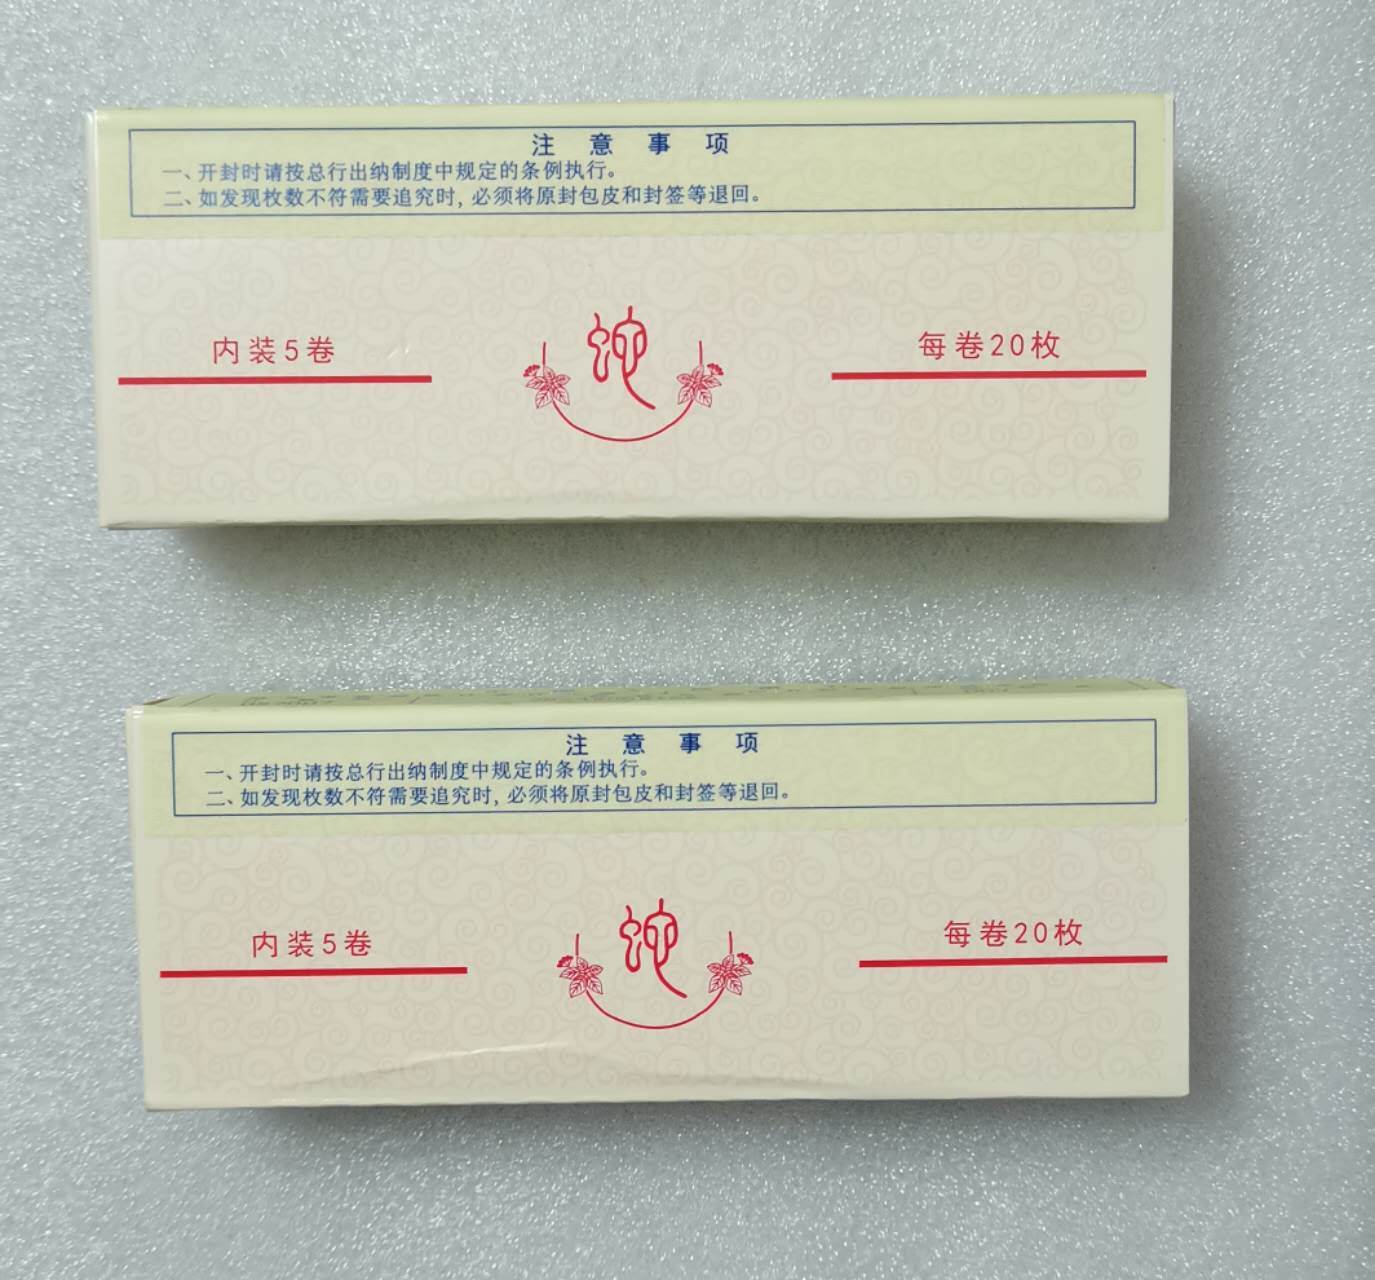 注意事项
一、开封时请按总行出纳制度中规定的条例执行。
二、如发现枚数不符需要追究时，必须将原封包皮和封签等退回。
内装5卷
蛇
每卷20枚
注意事项
一、开封时请按总行出纳制度中规定的条例执行。
二、如发现枚数不符需要追究时，必须将原封包皮和封签等退回。
内装5卷
蛇
每卷20枚